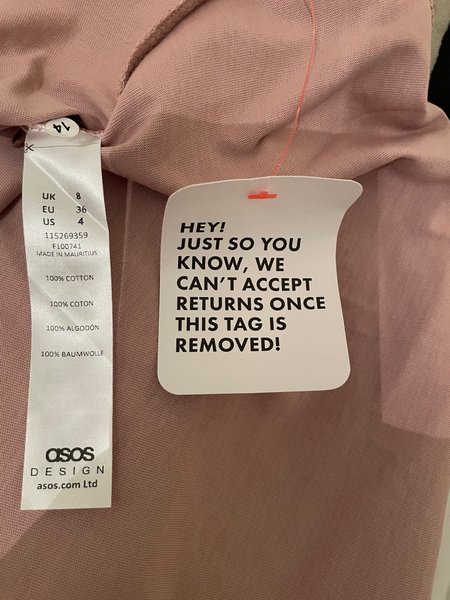 14
UK 8
EU 36
US 4
115269359
F100741
MADE IN MAURITIUS
100% COTTON
100% COTON
100% ALGODÓN
100% BAUMWOLLE
asos
DESIGN
asos.com Ltd
HEY!
JUST SO YOU
KNOW, WE
CAN'T ACCEPT
RETURNS ONCE
THIS TAG IS
REMOVED!